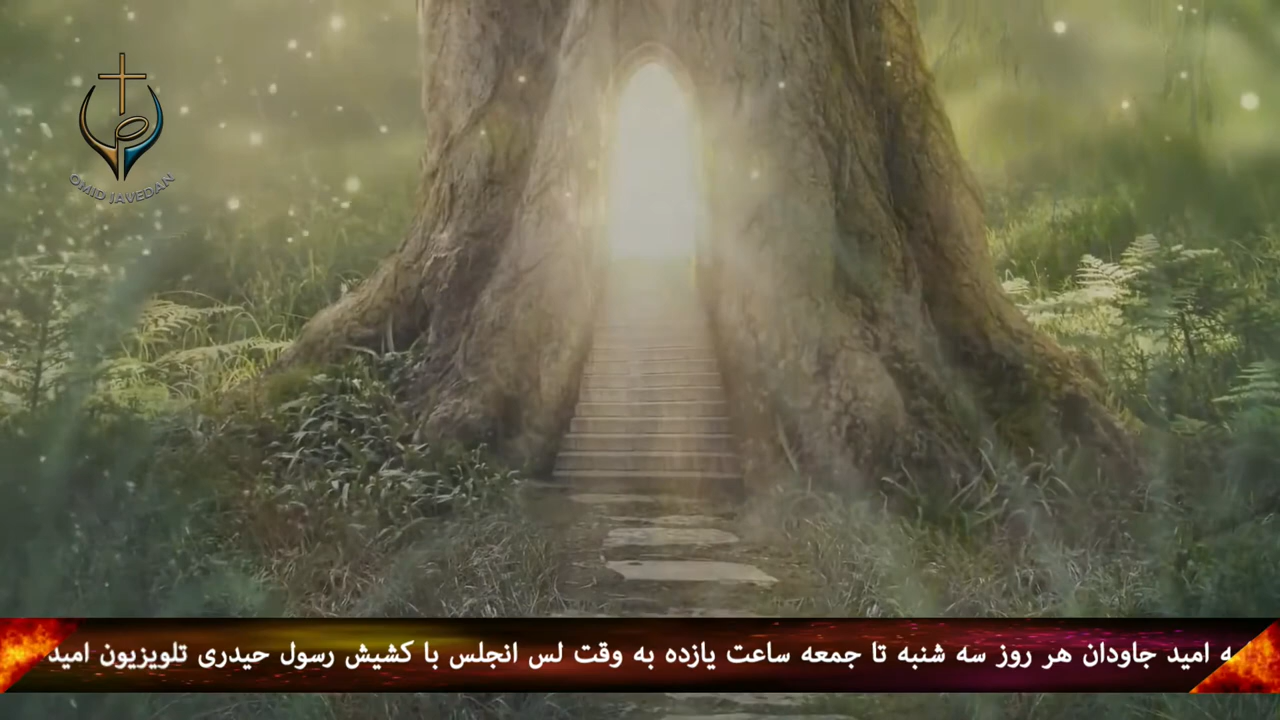 OMID JAVEDAN
ه امید جاودان هر روز سه شنبه تا جمعه ساعت یازده به وقت لس انجلس با کشیش رسول حیدری تلویزیون امید